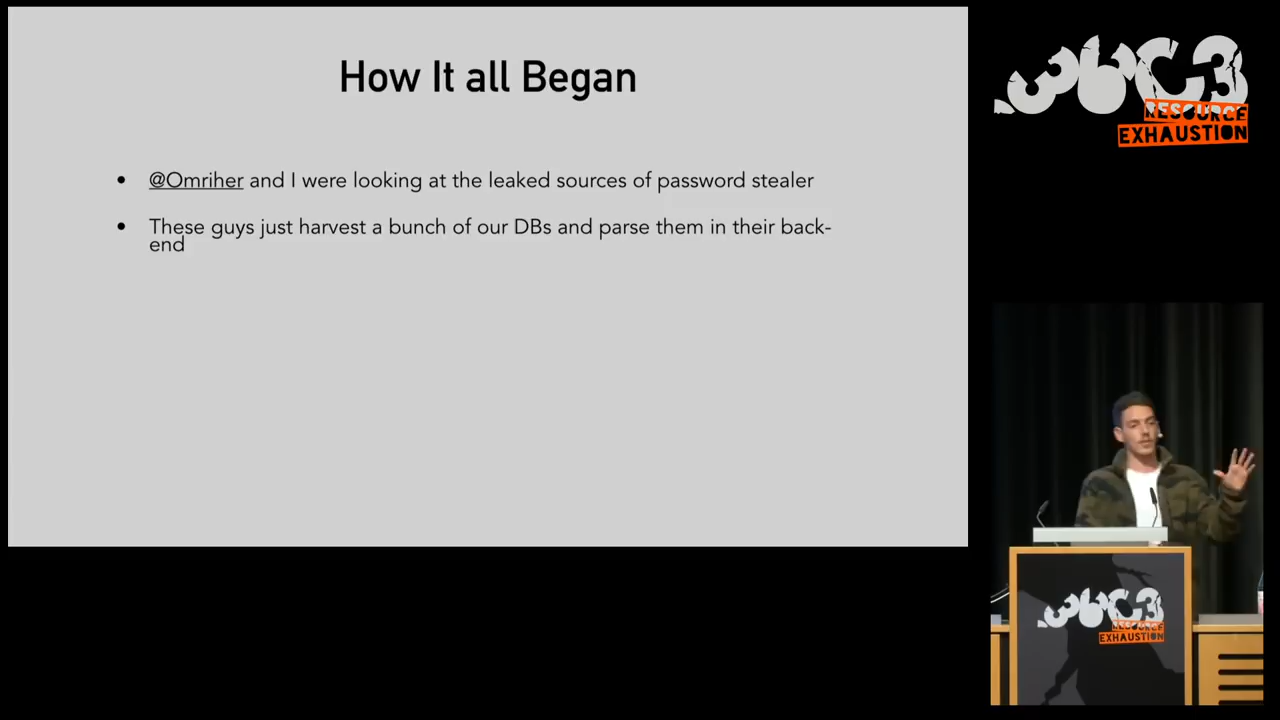 How It all Began
• @Omriher and I were looking at the leaked sources of password stealer
• These guys just harvest a bunch of our DBs and parse them in their back-
end
36C3
RESOURCE
EXHAUSTION
36C3
RESOURCE
EXHAUSTION